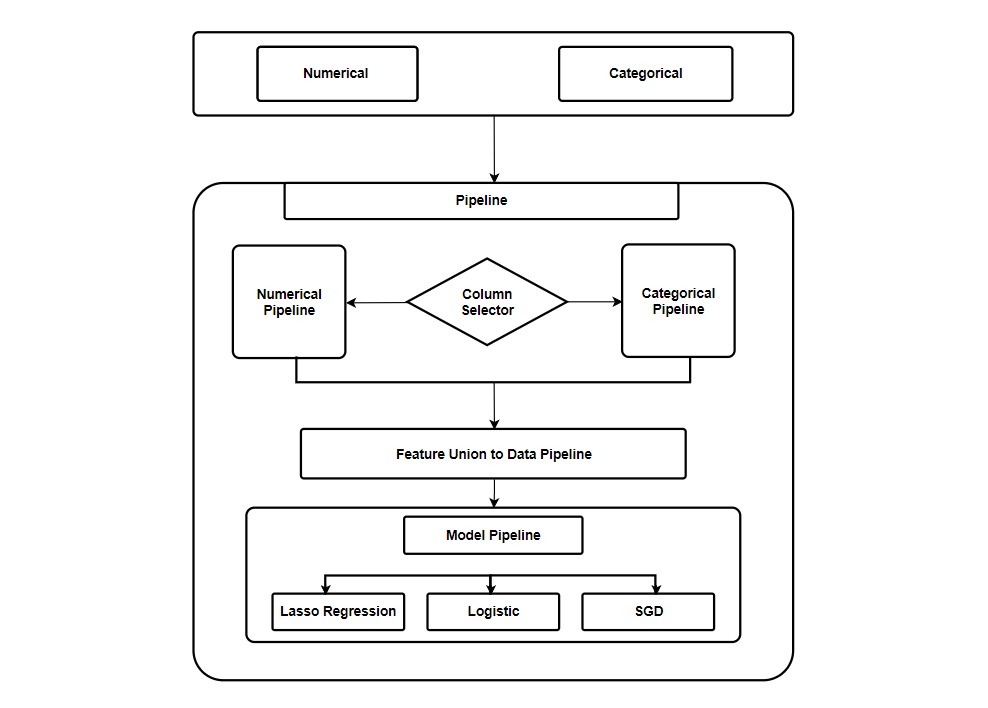 Numerical
Categorical
Pipeline
Numerical
Pipeline
Column
Selector
Categorical
Pipeline
Feature Union to Data Pipeline
Model Pipeline
Lasso Regression
Logistic
SGD